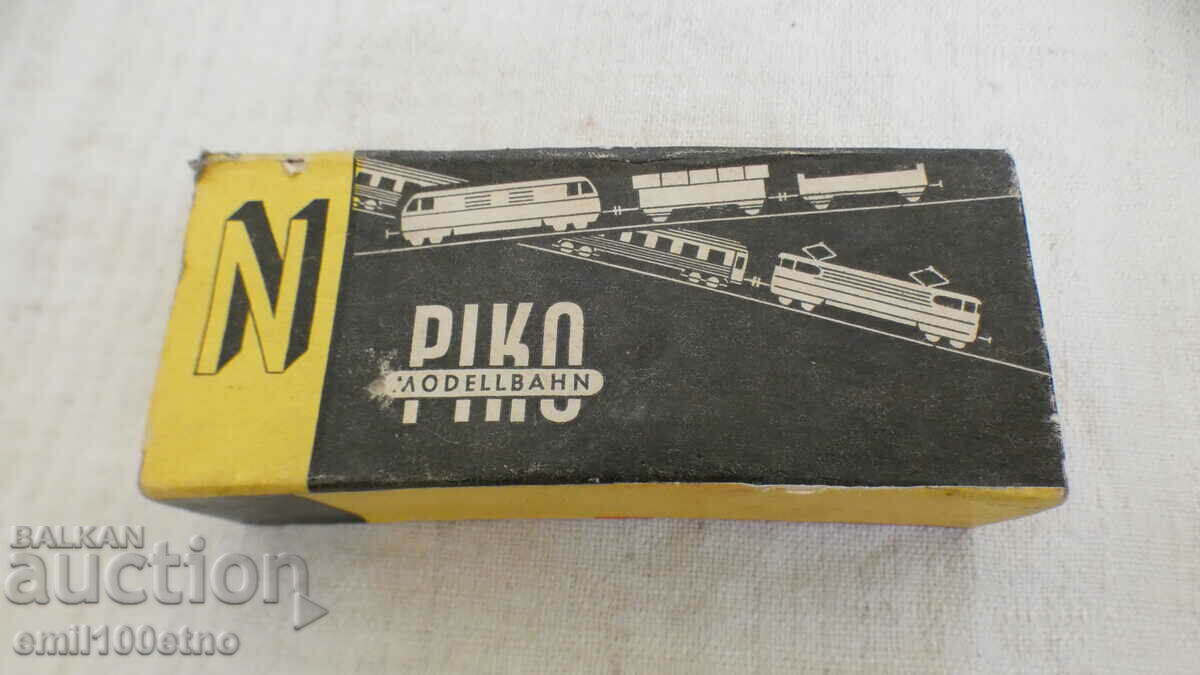 N
PIKO
MODELLBAHN
BALKAN
auction
emil100etno